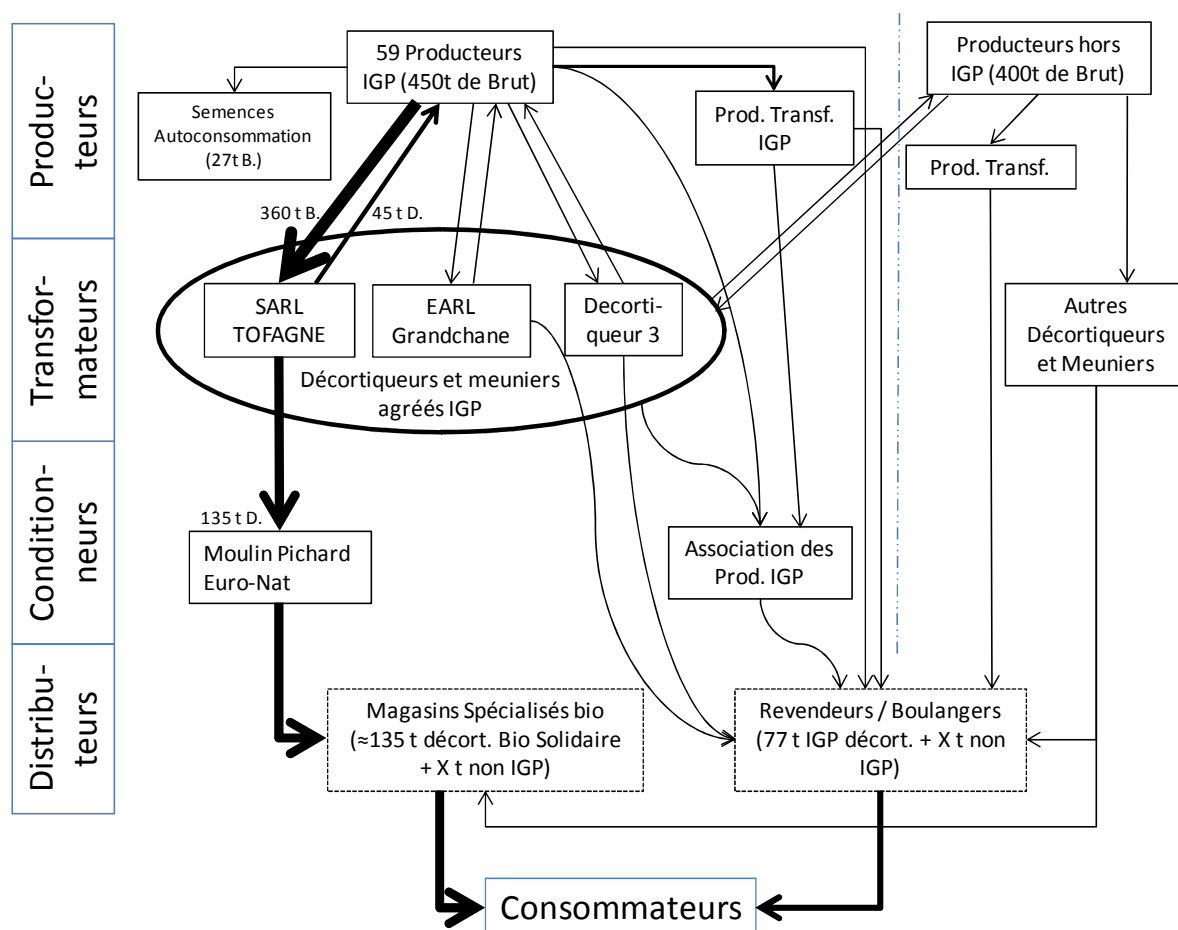 Produc-
teurs
59 Producteurs
IGP (450t de Brut)
Producteurs hors
IGP (400t de Brut)
Semences
Autoconsommation
(27t B.)
Prod. Transf.
IGP
Prod. Transf.
360 t B.
45 t D.
Transfor-
mateurs
SARL
TOFAGNE
EARL
Grandchane
Decorti-
queur 3
Décortiqueurs et meuniers
agréés IGP
Autres
Décortiqueurs
et Meuniers
Condition-
neurs
135 t D.
Moulin Pichard
Euro-Nat
Association des
Prod. IGP
Distribu-
teurs
Magasins Spécialisés bio
(≈135 t décort. Bio Solidaire
+ X t non IGP)
Revendeurs / Boulangers
(77 t IGP décort. + X t non
IGP)
Consommateurs